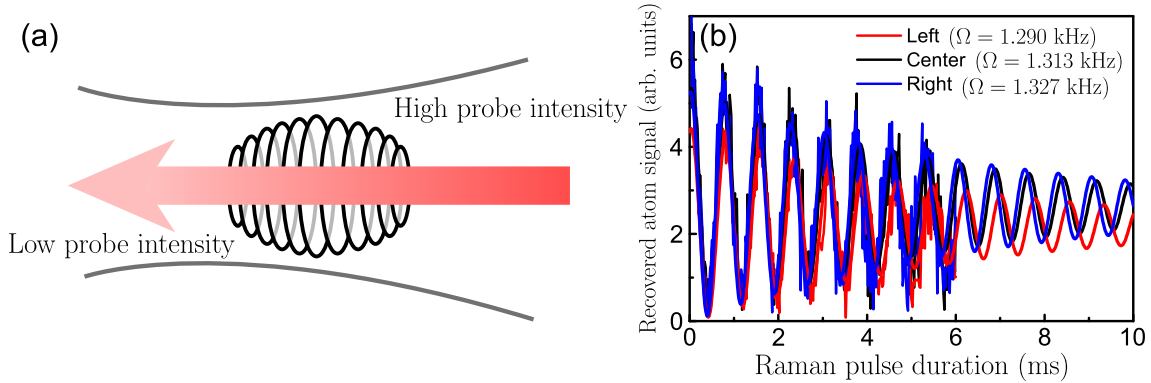 (a)
High probe intensity
Low probe intensity
(b)
Left (Ω = 1.290 kHz)
Center (Ω = 1.313 kHz)
Right (Ω = 1.327 kHz)
Recovered atom signal (arb. units)
6
4
2
0
0 2 4 6 8 10
Raman pulse duration (ms)